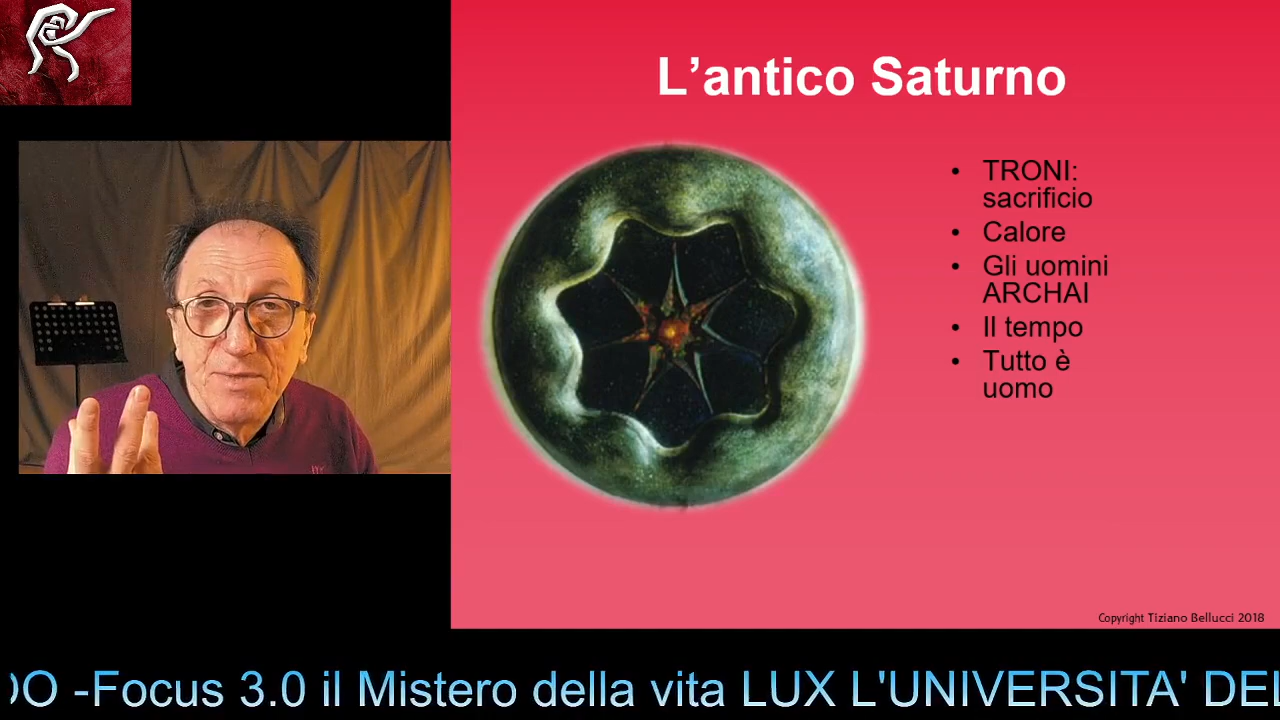 L’antico Saturno
• TRONI:
sacrificio
• Calore
• Gli uomini
ARCHAI
• Il tempo
• Tutto è
uomo
Copyright Tiziano Bellucci 2018
-Focus 3.0 il Mistero della vita LUX L'UNIVERSITA'